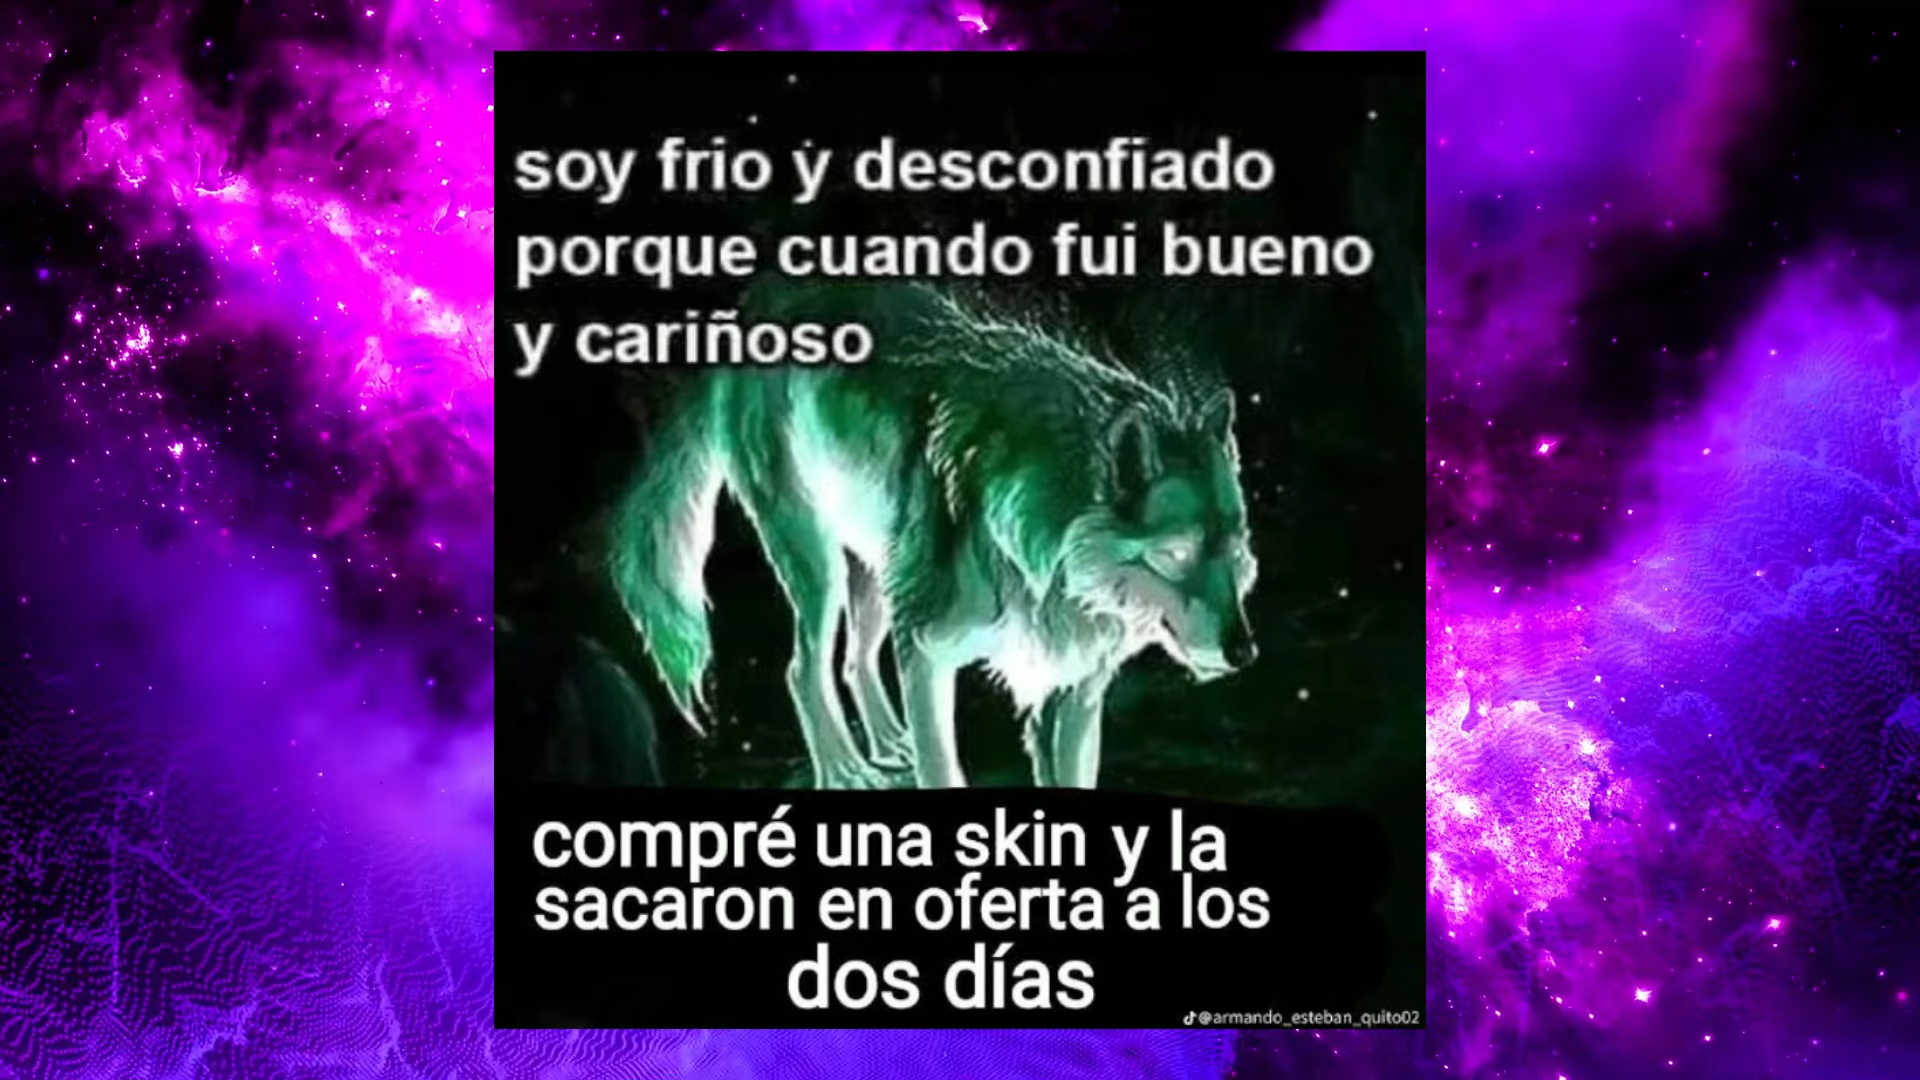 soy frio y desconfiado
porque cuando fui bueno
y cariñoso
compré una skin y la
sacaron en oferta a los
dos días
@armando_esteban_quito02